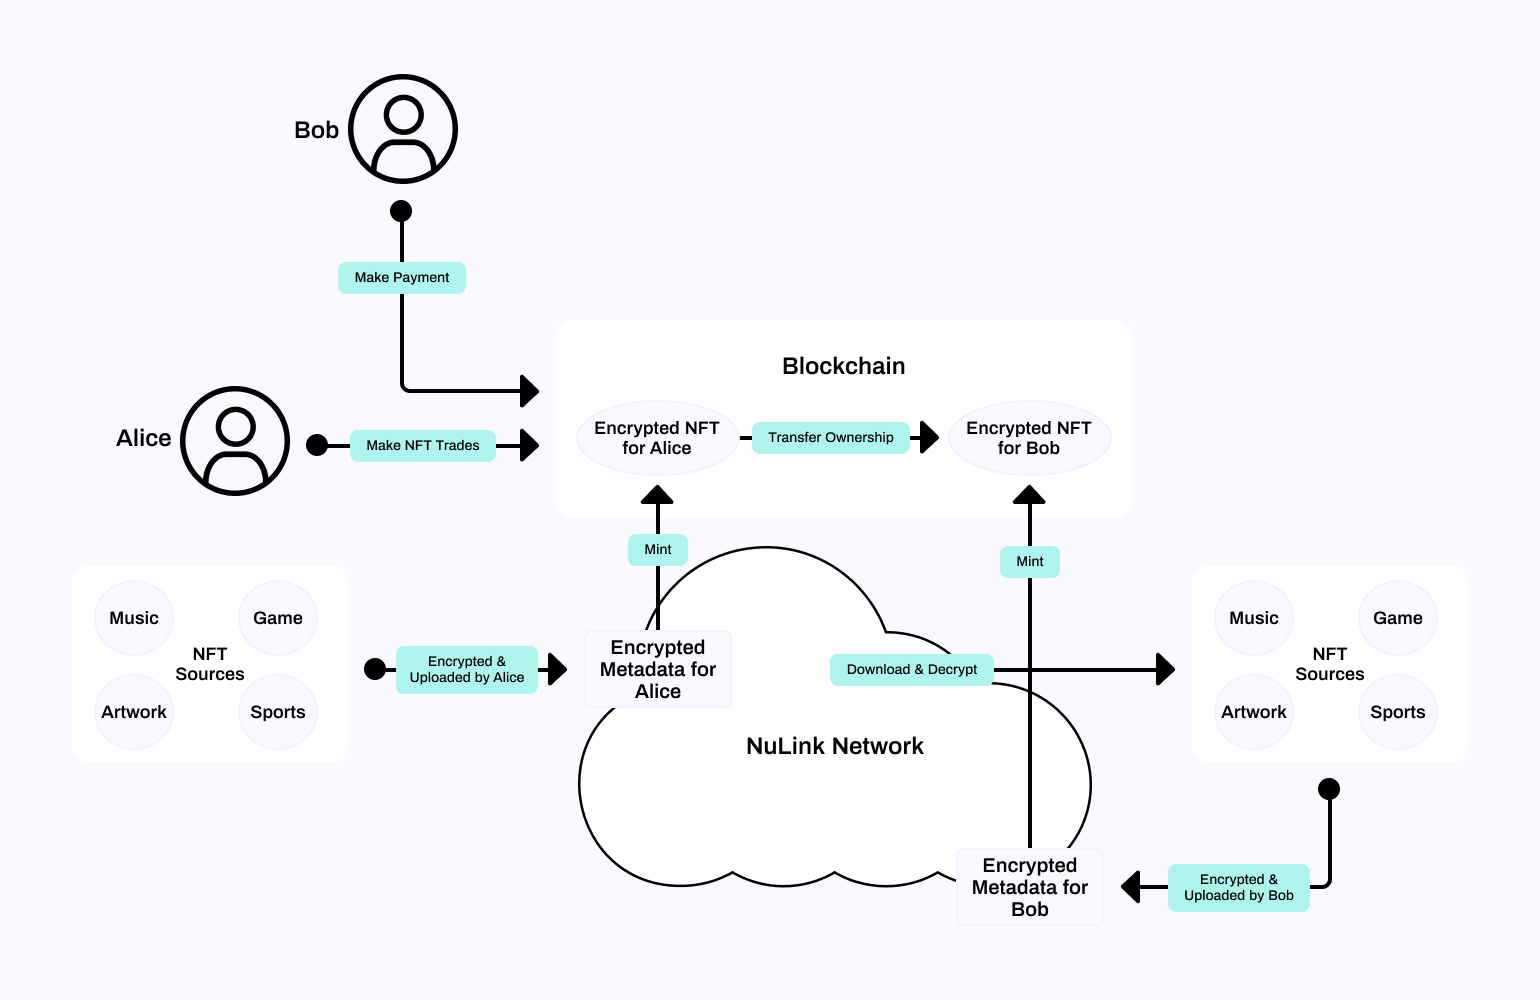 Bob
Make Payment
Blockchain
Alice
Make NFT Trades
Encrypted NFT
for Alice
Transfer Ownership
Encrypted NFT
for Bob
Mint
Mint
Music
Game
NFT
Sources
Artwork
Sports
Encrypted &
Uploaded by Alice
Encrypted
Metadata for
Alice
Download & Decrypt
Music
Game
NFT
Sources
Artwork
Sports
NuLink Network
Encrypted
Metadata for
Bob
Encrypted &
Uploaded by Bob